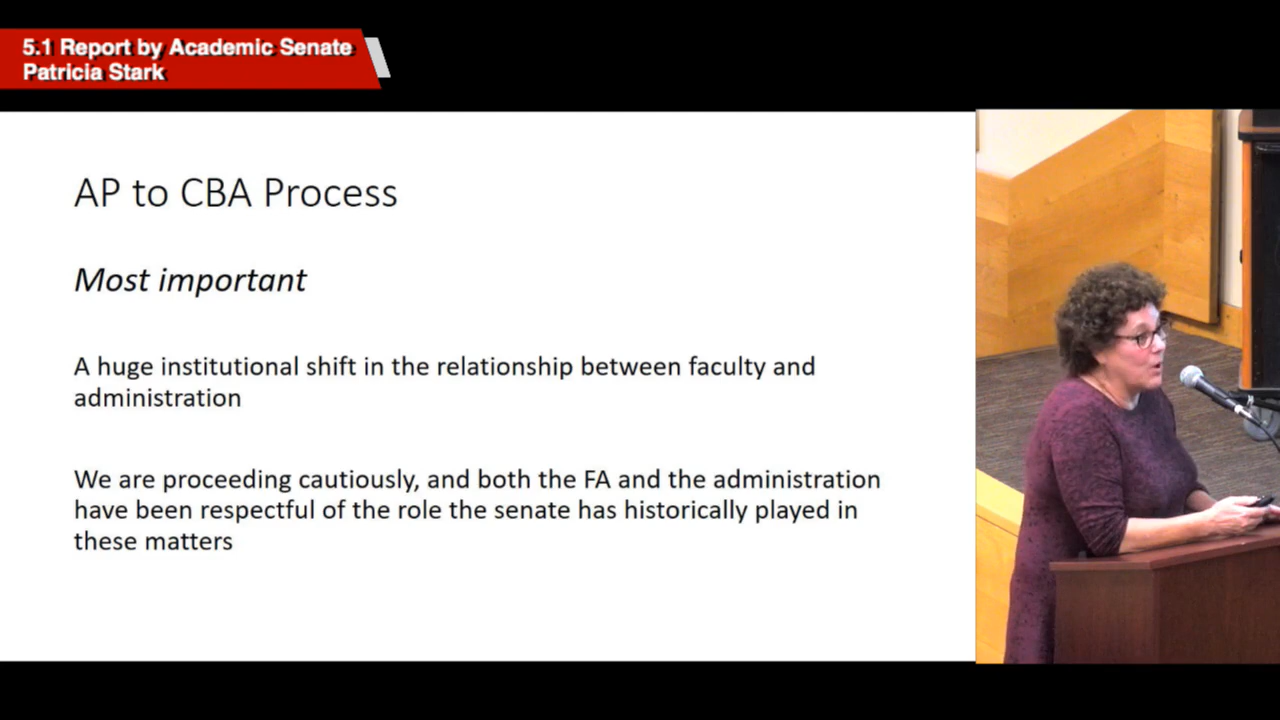 5.1 Report by Academic Senate
Patricia Stark
AP to CBA Process
Most important
A huge institutional shift in the relationship between faculty and
administration
We are proceeding cautiously, and both the FA and the administration
have been respectful of the role the senate has historically played in
these matters